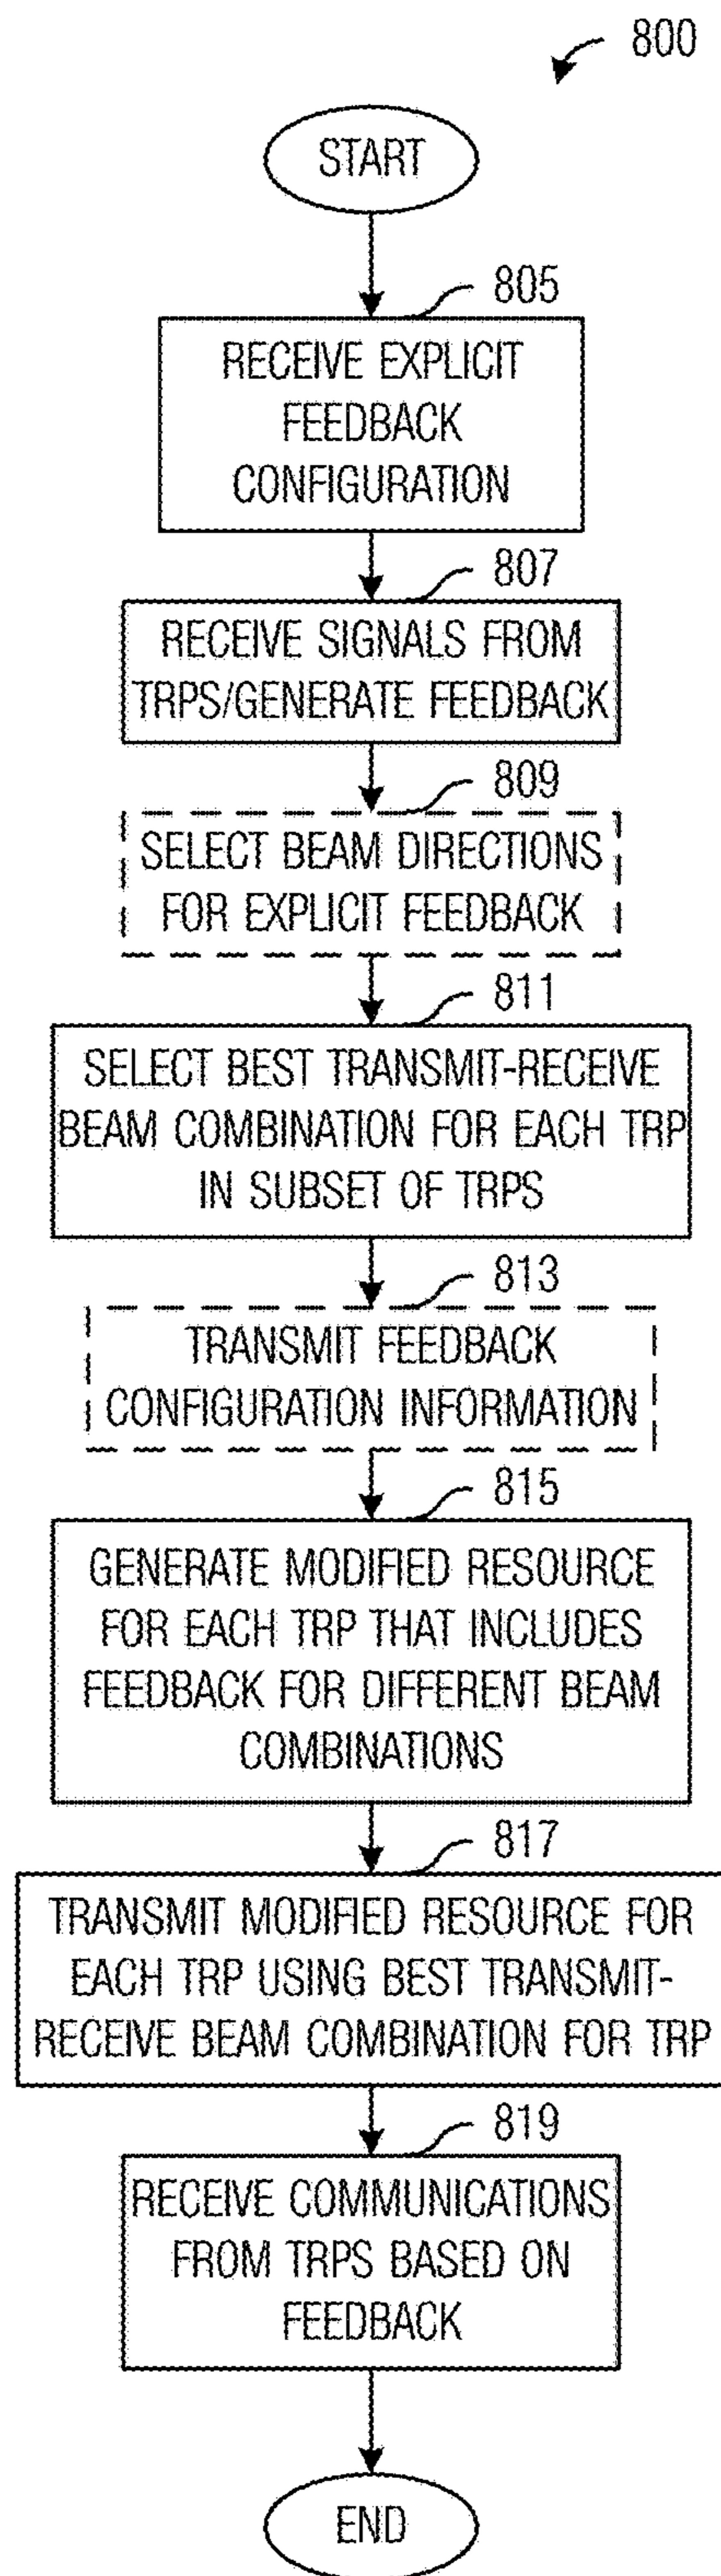 800
START
805
RECEIVE EXPLICIT
FEEDBACK
CONFIGURATION
807
RECEIVE SIGNALS FROM
TRPS/GENERATE FEEDBACK
809
SELECT BEAM DIRECTIONS
FOR EXPLICIT FEEDBACK
811
SELECT BEST TRANSMIT-RECEIVE
BEAM COMBINATION FOR EACH TRP
IN SUBSET OF TRPS
813
TRANSMIT FEEDBACK
CONFIGURATION INFORMATION
815
GENERATE MODIFIED RESOURCE
FOR EACH TRP THAT INCLUDES
FEEDBACK FOR DIFFERENT BEAM
COMBINATIONS
817
TRANSMIT MODIFIED RESOURCE FOR
EACH TRP USING BEST TRANSMIT-
RECEIVE BEAM COMBINATION FOR TRP
819
RECEIVE COMMUNICATIONS
FROM TRPS BASED ON
FEEDBACK
END